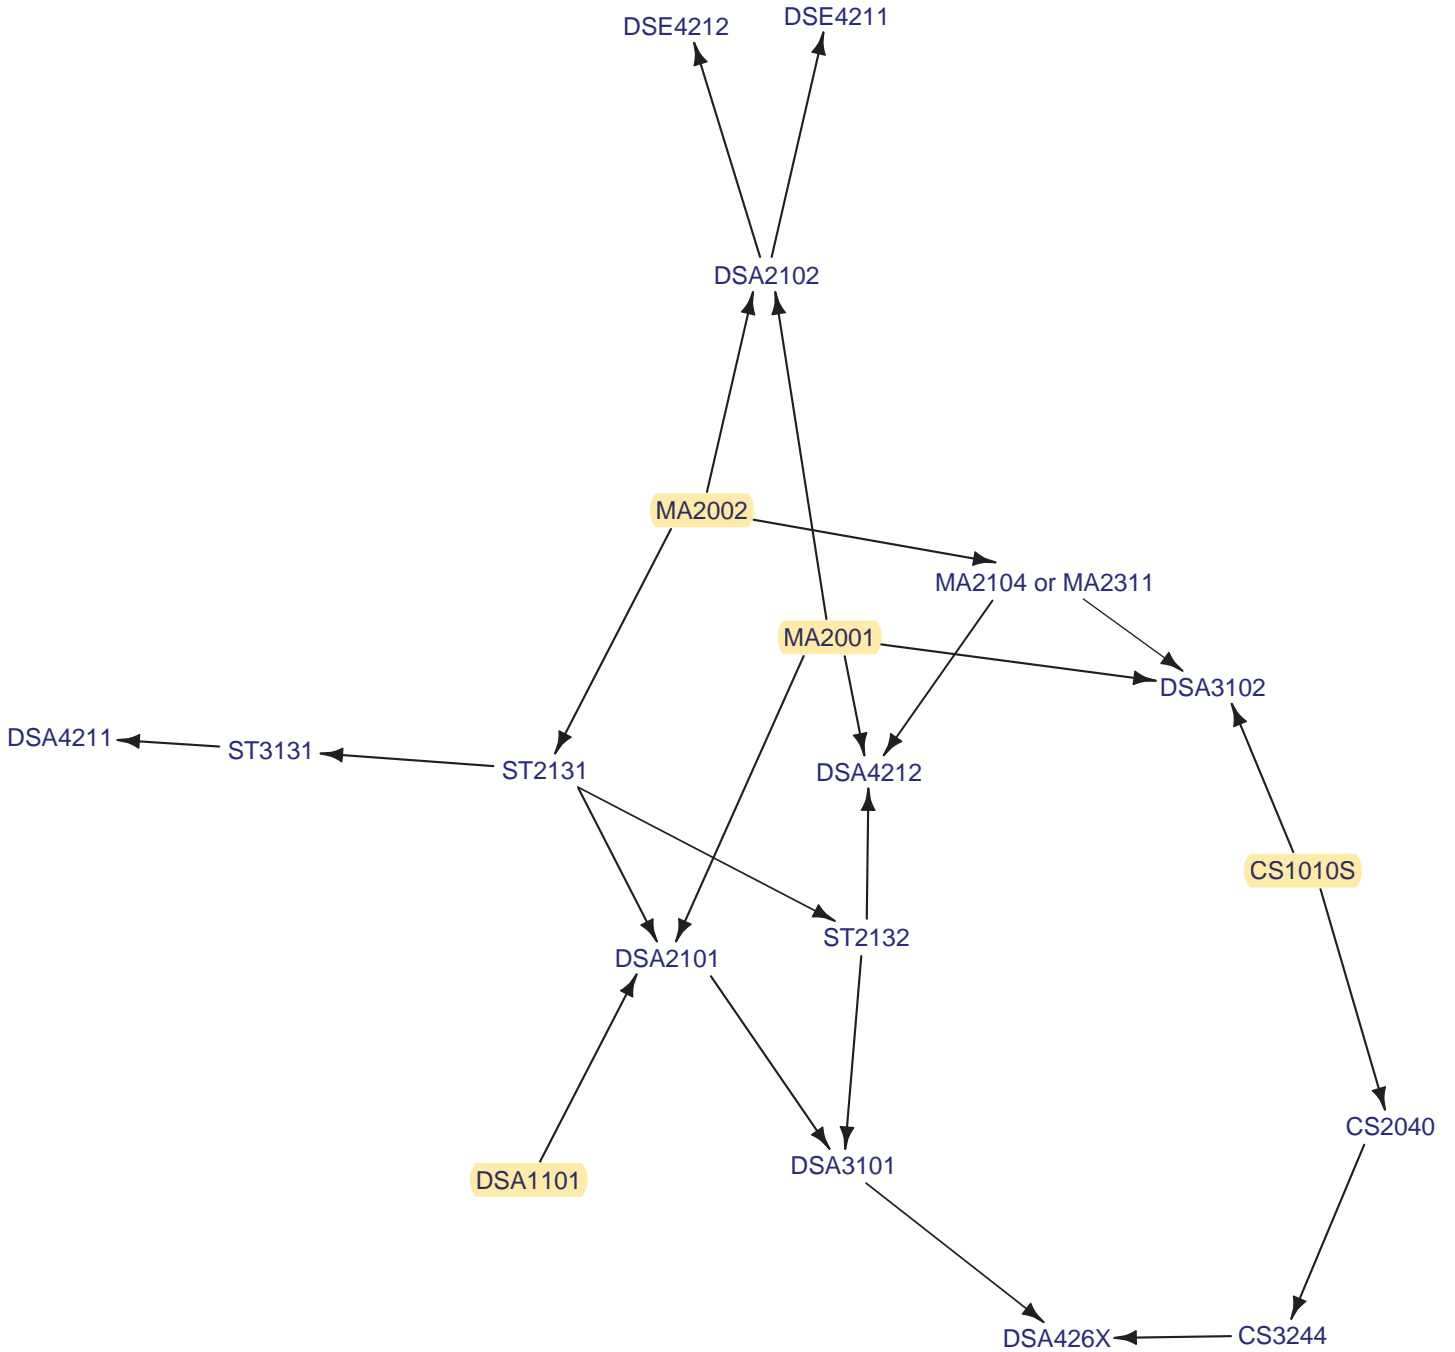 DSE4211
DSE4212
DSA2102
MA2002
MA2104 or MA2311
MA2001
DSA3102
DSA4211
ST3131
ST2131
DSA4212
CS1010S
ST2132
DSA2101
CS2040
DSA3101
DSA1101
CS3244
DSA426X